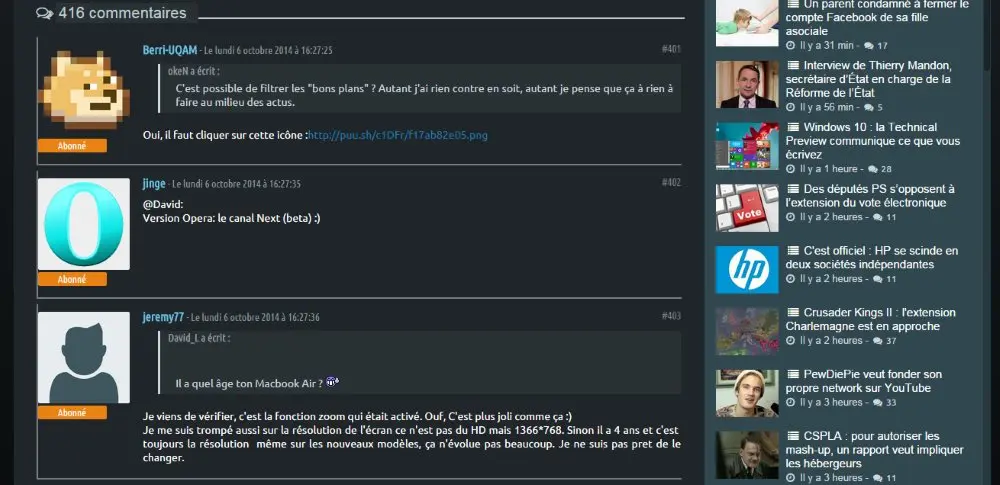 416 commentaires
Berri-UQAM - Le lundi 6 octobre 2014 à 16:27:25
#401
okeN a écrit :
C'est possible de filtrer les "bons plans" ? Autant j'ai rien contre en soit, autant je pense que ça à rien à
faire au milieu des actus.
Oui, il faut cliquer sur cette icône :http://puu.sh/c1DFr/f17ab82e05.png
Abonné
jinge - Le lundi 6 octobre 2014 à 16:27:35
#402
@David:
Version Opera: le canal Next (beta) :)
Abonné
jeremy77 - Le lundi 6 octobre 2014 à 16:27:36
#403
David_L a écrit :
Il a quel âge ton Macbook Air ?
Abonné
Je viens de vérifier, c'est la fonction zoom qui était activé. Ouf, C'est plus joli comme ça :)
Je me suis trompé aussi sur la résolution de l'écran ce n'est pas du HD mais 1366*768. Sinon il a 4 ans et c'est
toujours la résolution même sur les nouveaux modèles, ça n'évolue pas beaucoup. Je ne suis pas pret de le
changer.
Un parent condamné à fermer le
compte Facebook de sa fille
asociale
Il y a 31 min - 17
Interview de Thierry Mandon,
secrétaire d'État en charge de la
Réforme de l'État
Il y a 56 min - 5
Windows 10 : la Technical
Preview communique ce que vous
écrivez
Il y a 1 heure - 28
Vote
Des députés PS s'opposent à
l'extension du vote électronique
Il y a 2 heures - 11
hp
C'est officiel : HP se scinde en
deux sociétés indépendantes
Il y a 2 heures - 11
Crusader Kings II : l'extension
Charlemagne est en approche
Il y a 2 heures - 37
PewDiePie veut fonder son
propre network sur YouTube
Il y a 3 heures - 33
CSPLA : pour autoriser les
mash-up, un rapport veut impliquer
les hébergeurs
Il y a 3 heures - 11